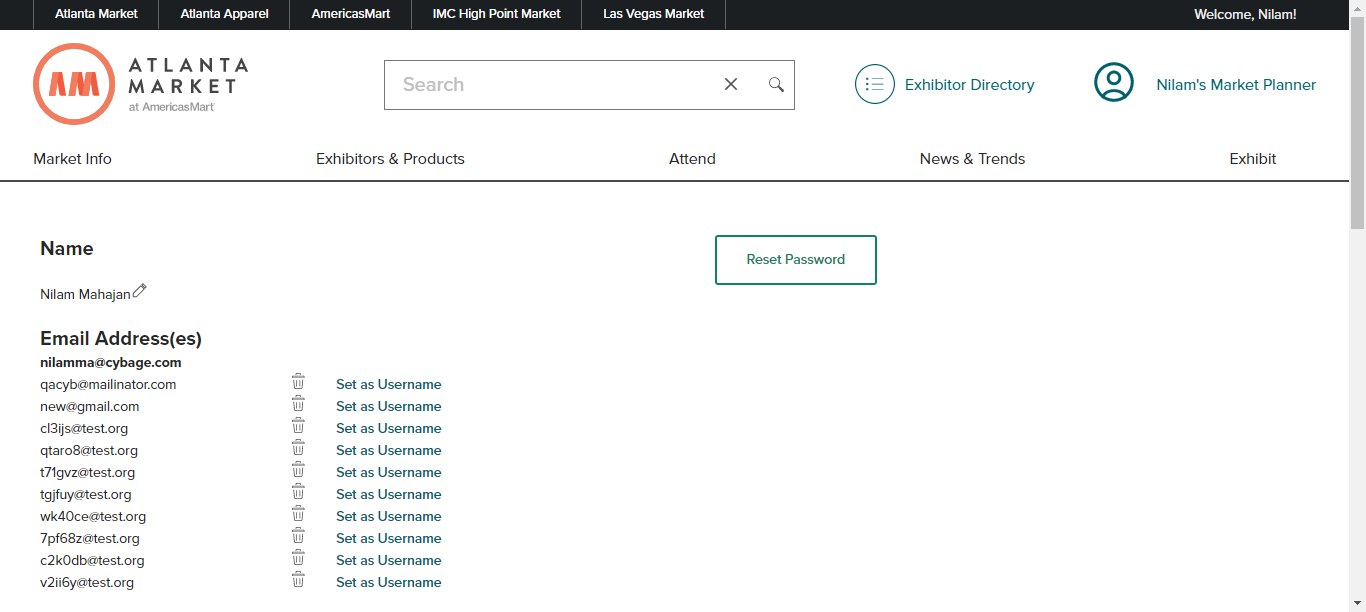 Atlanta Market Atlanta Apparel AmericasMart IMC High Point Market Las Vegas Market Welcome, Nilam!
ATLANTA
MARKET
at AmericasMart
Search Exhibitor Directory Nilam's Market Planner
Market Info Exhibitors & Products Attend News & Trends Exhibit
Name
Reset Password
Nilam Mahajan
Email Address(es)
nilamma@cybage.com
qacyb@mailinator.com Set as Username
new@gmail.com Set as Username
cl3ijs@test.org Set as Username
qtaro8@test.org Set as Username
t71gvz@test.org Set as Username
tgjfuy@test.org Set as Username
wk40ce@test.org Set as Username
7pf68z@test.org Set as Username
c2k0db@test.org Set as Username
v2ii6y@test.org Set as Username